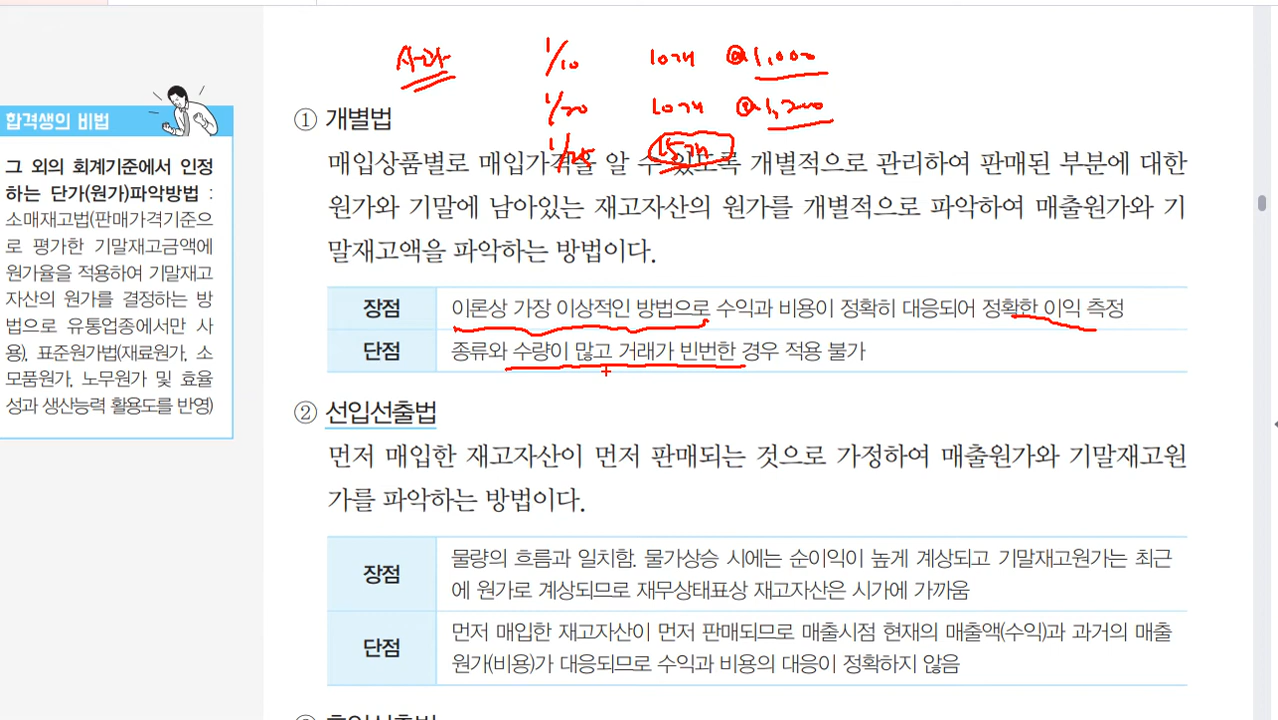 사과 1/10 10개 @1,000
1/20 10개 @1,200
1/25 15개
합격생의 비법
그 외의 회계기준에서 인정
하는 단가(원가)파악방법 :
소매재고법(판매가격기준으
로 평가한 기말재고금액에
원가율을 적용하여 기말재고
자산의 원가를 결정하는 방
법으로 유통업종에서만 사
용), 표준원가법(재료원가, 소
모품원가, 노무원가 및 효율
성과 생산능력 활용도를 반영)
① 개별법
매입상품별로 매입가격을 알 수 있도록 개별적으로 관리하여 판매된 부분에 대한
원가와 기말에 남아있는 재고자산의 원가를 개별적으로 파악하여 매출원가와 기
말재고액을 파악하는 방법이다.
장점 이론상 가장 이상적인 방법으로 수익과 비용이 정확히 대응되어 정확한 이익 측정
단점 종류와 수량이 많고 거래가 빈번한 경우 적용 불가
② 선입선출법
먼저 매입한 재고자산이 먼저 판매되는 것으로 가정하여 매출원가와 기말재고원
가를 파악하는 방법이다.
장점 물량의 흐름과 일치함. 물가상승 시에는 순이익이 높게 계상되고 기말재고원가는 최근
에 원가로 계상되므로 재무상태표상 재고자산은 시가에 가까움
단점 먼저 매입한 재고자산이 먼저 판매되므로 매출시점 현재의 매출액(수익)과 과거의 매출
원가(비용)가 대응되므로 수익과 비용의 대응이 정확하지 않음